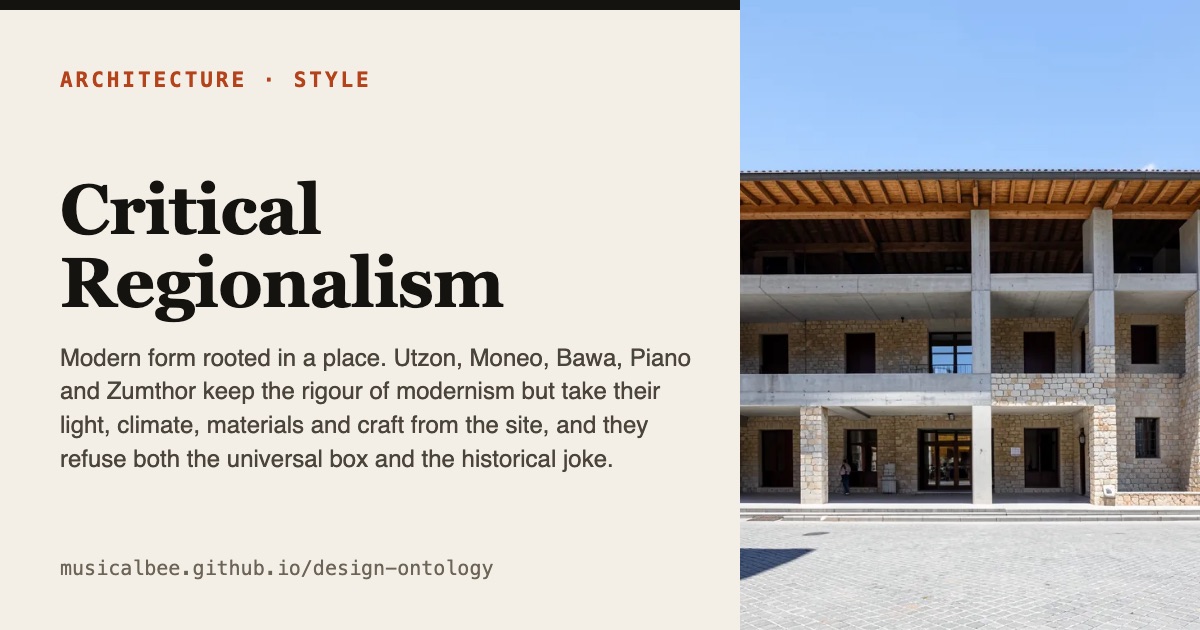 ARCHITECTURE · STYLE
Critical
Regionalism
Modern form rooted in a place. Utzon, Moneo, Bawa, Piano
and Zumthor keep the rigour of modernism but take their
light, climate, materials and craft from the site, and they
refuse both the universal box and the historical joke.
musicalbee.github.io/design-ontology